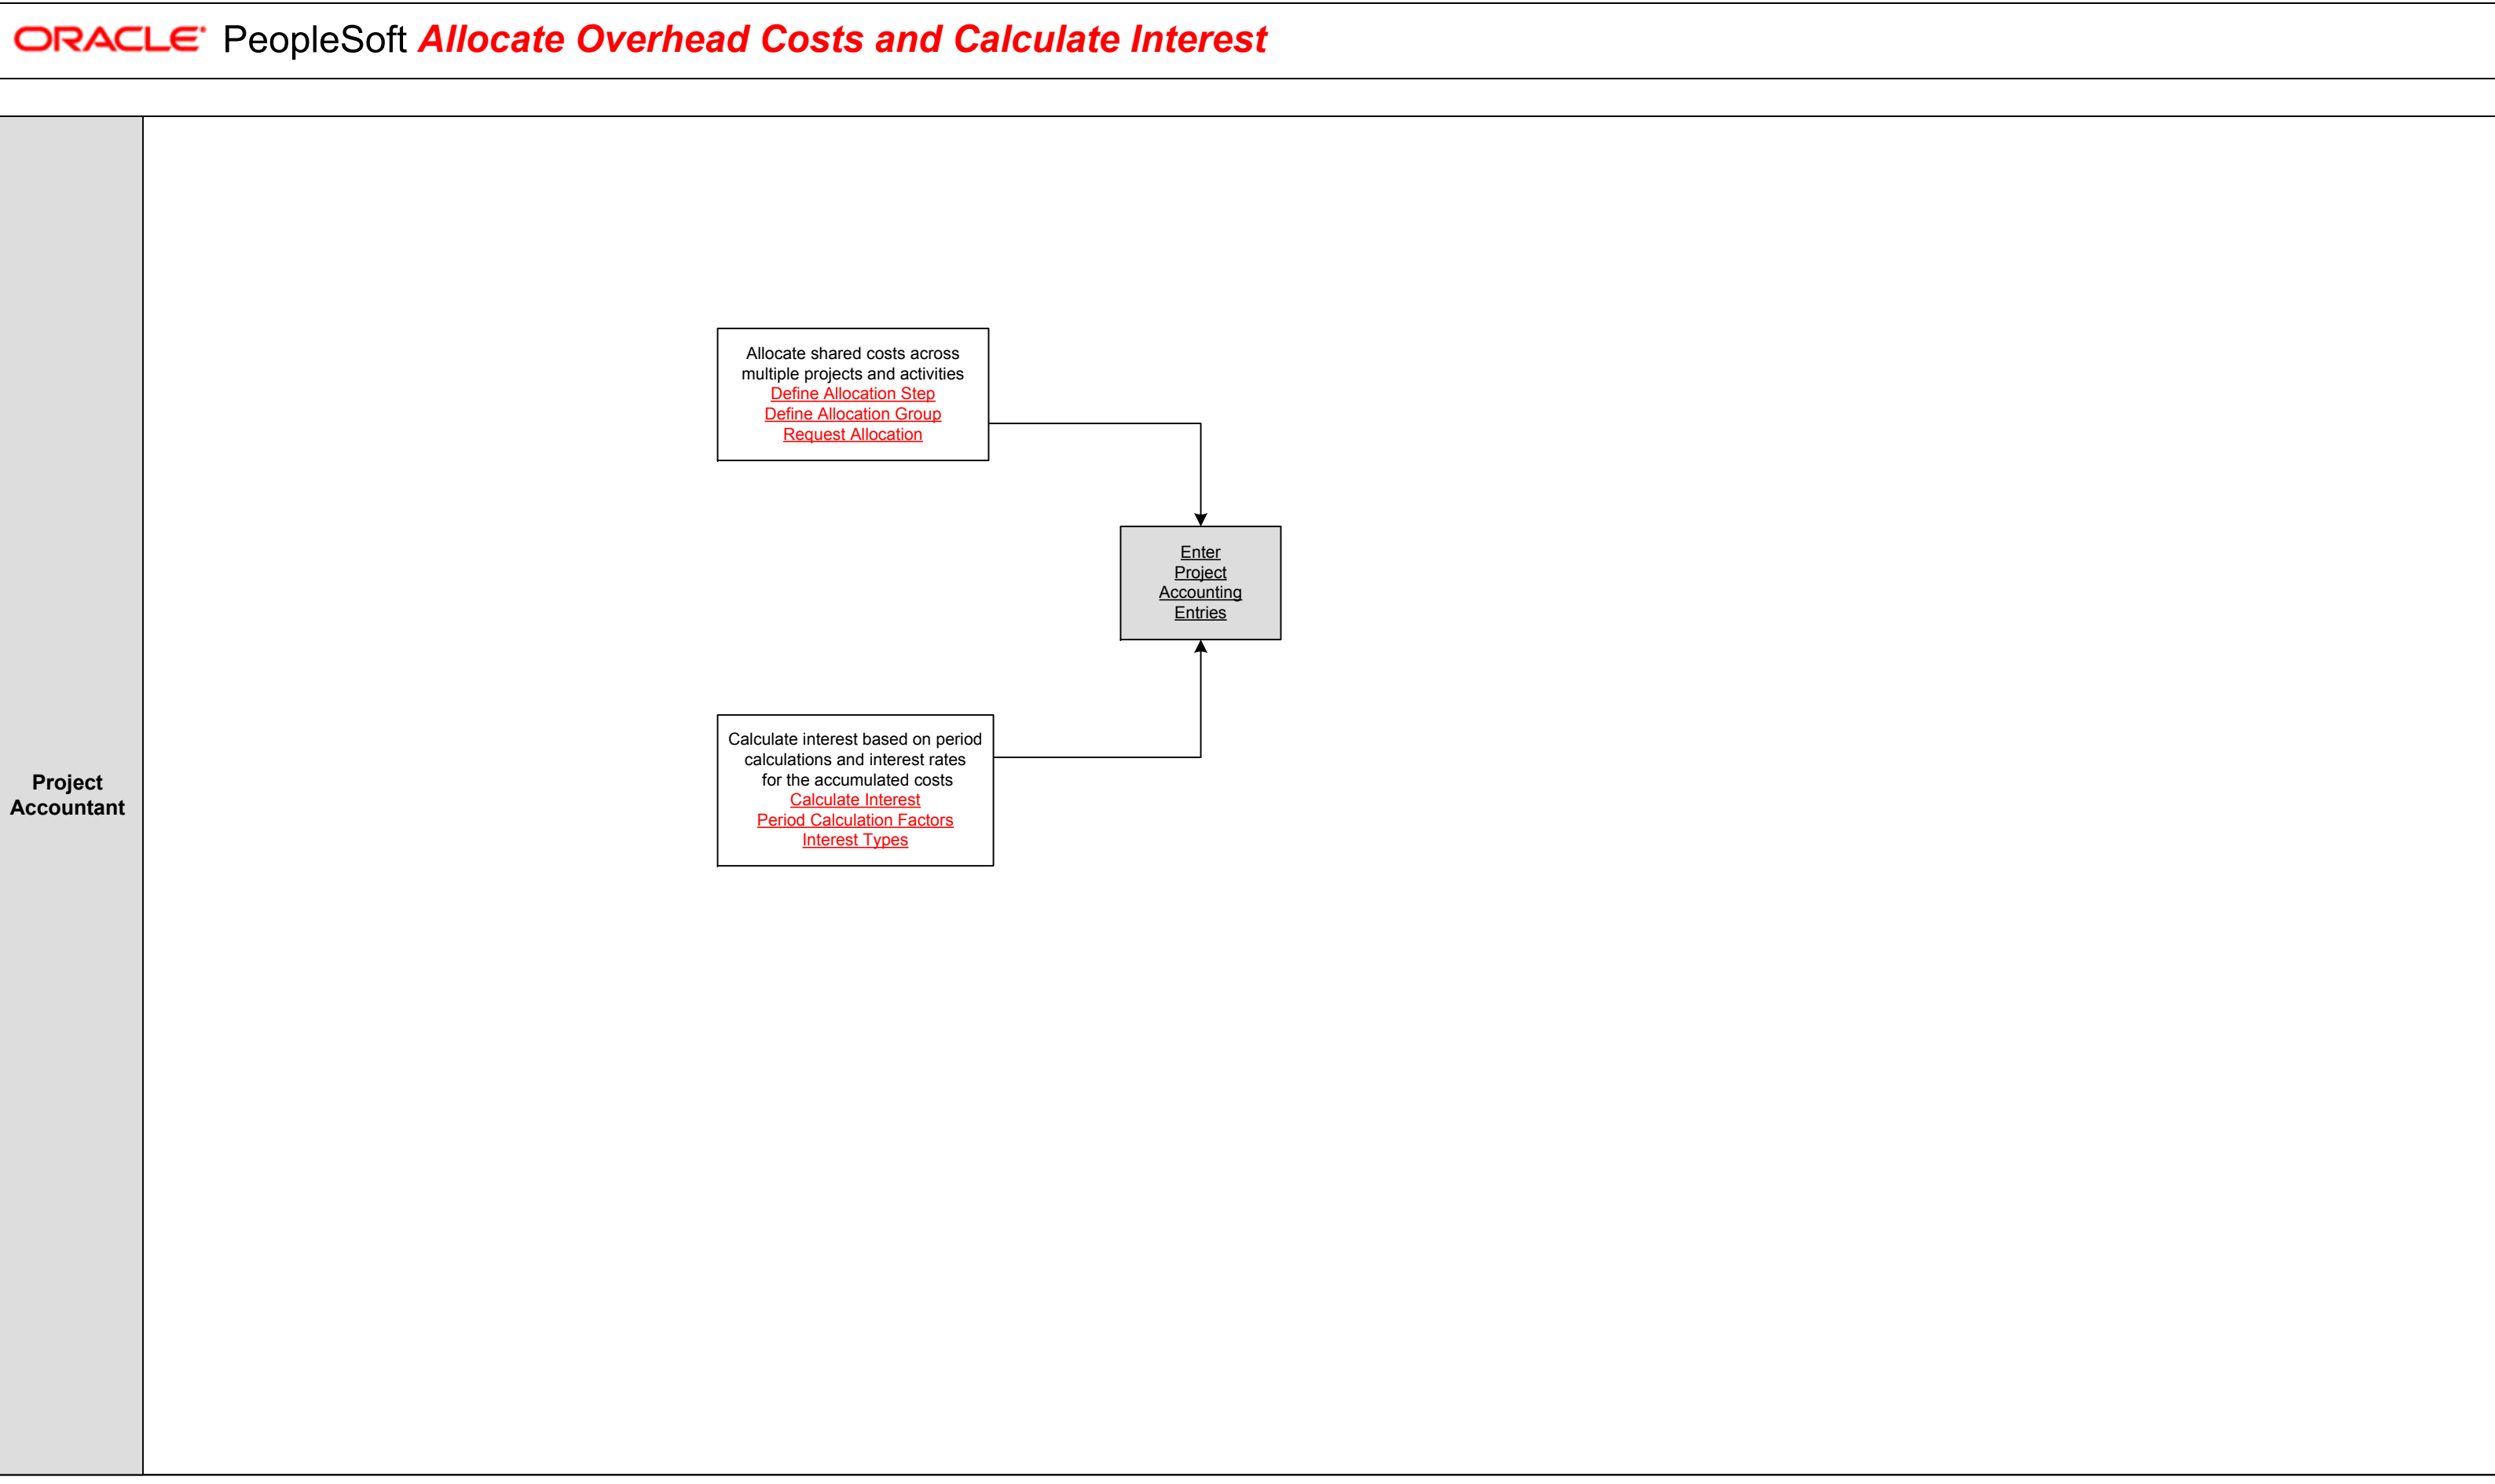 ORACLE PeopleSoft Allocate Overhead Costs and Calculate Interest
Allocate shared costs across
multiple projects and activities
Define Allocation Step
Define Allocation Group
Request Allocation
Enter
Project
Accounting
Entries
Calculate interest based on period
calculations and interest rates
for the accumulated costs
Calculate Interest
Period Calculation Factors
Interest Types
Project
Accountant